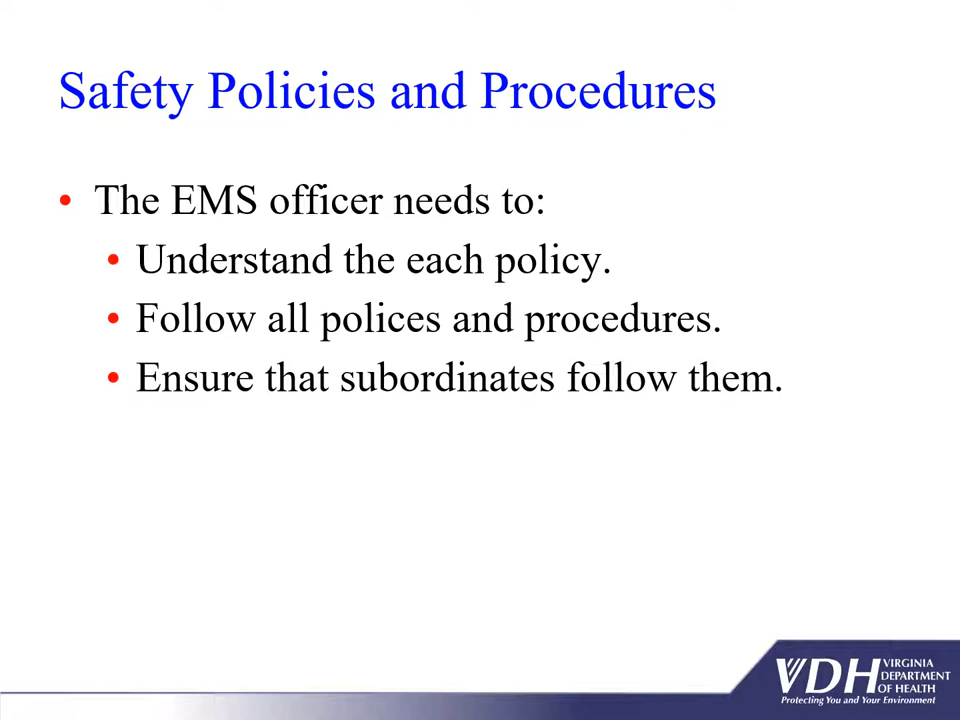 Safety Policies and Procedures
• The EMS officer needs to:
• Understand the each policy.
• Follow all polices and procedures.
• Ensure that subordinates follow them.
VDH VIRGINIA
DEPARTMENT
OF HEALTH
Protecting You and Your Environment